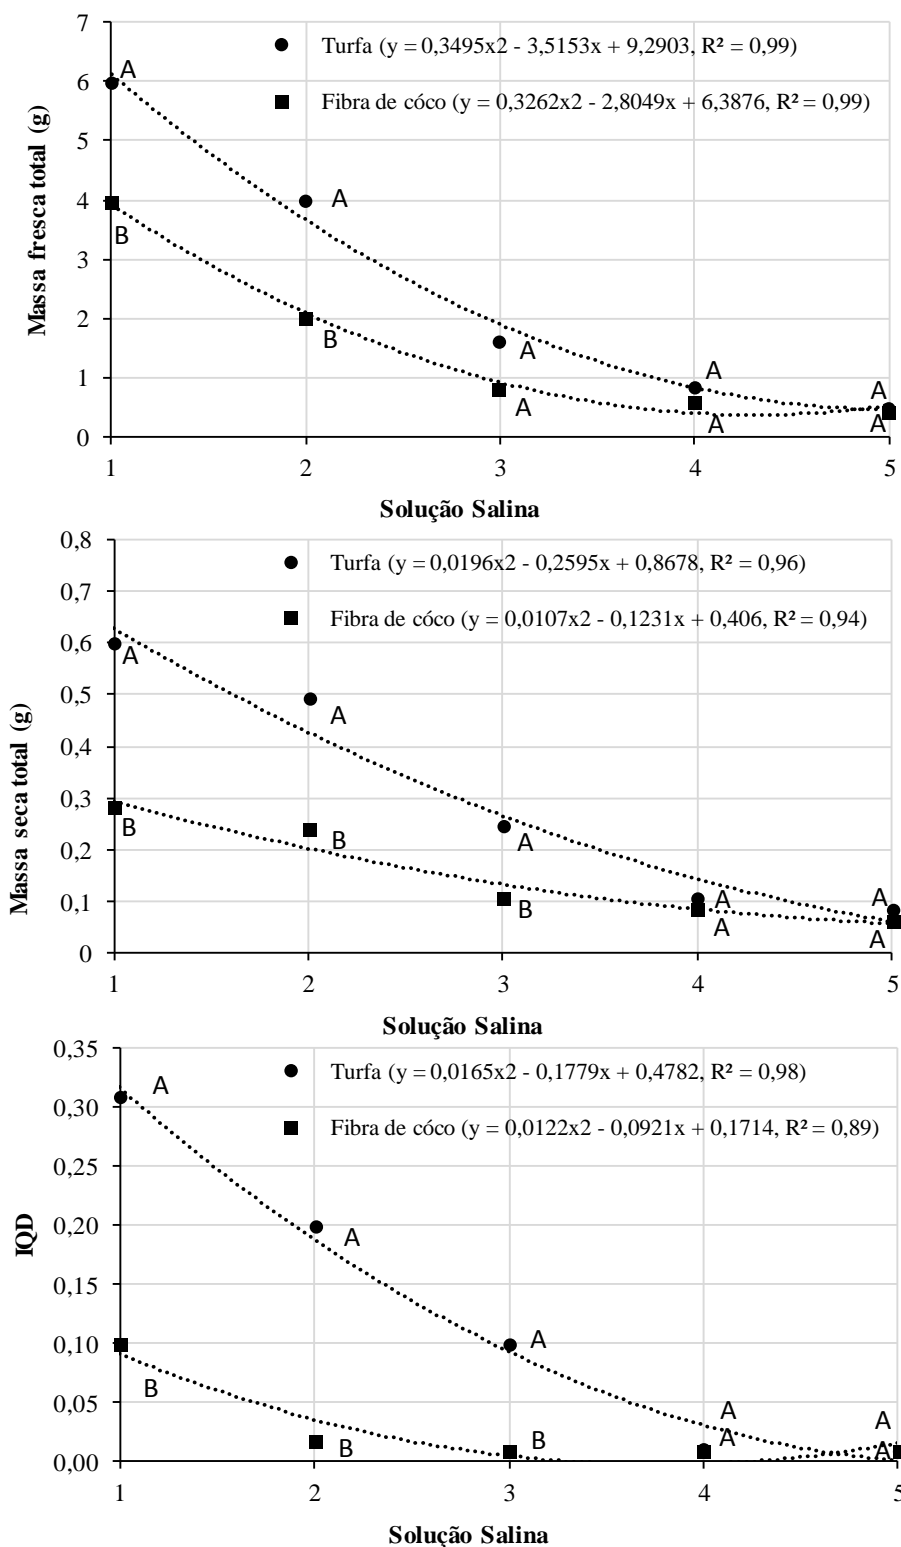 7
6
5
4
3
2
1
0
Massa fresca total (g)
Turfa (y = 0,3495x2 - 3,5153x + 9,2903, R² = 0,99)
Fibra de cóco (y = 0,3262x2 - 2,8049x + 6,3876, R² = 0,99)
A
B
A
B
A
A
A
A
A
A
1 2 3 4 5
Solução Salina
0,8
0,7
0,6
0,5
0,4
0,3
0,2
0,1
0
Massa seca total (g)
Turfa (y = 0,0196x2 - 0,2595x + 0,8678, R² = 0,96)
Fibra de cóco (y = 0,0107x2 - 0,1231x + 0,406, R² = 0,94)
A
B
A
B
A
B
A
A
A
A
1 2 3 4 5
Solução Salina
0,35
0,30
0,25
0,20
0,15
0,10
0,05
0,00
IQD
Turfa (y = 0,0165x2 - 0,1779x + 0,4782, R² = 0,98)
Fibra de cóco (y = 0,0122x2 - 0,0921x + 0,1714, R² = 0,89)
A
B
A
B
A
B
A
A
A
A
1 2 3 4 5
Solução Salina